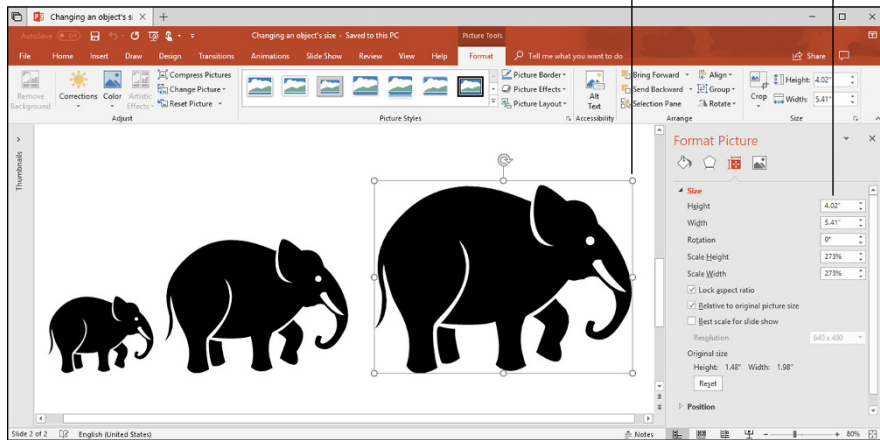 Changing an object's si
AutoSave Off Changing an object's size - Saved to this PC Picture Tools
File Home Insert Draw Design Transitions Animations Slide Show Review View Help Format Tell me what you want to do Share
Remove Background
Corrections
Color
Artistic Effects
Compress Pictures
Change Picture
Reset Picture
Picture Border
Picture Effects
Picture Layout
Alt Text
Bring Forward
Send Backward
Selection Pane
Align
Group
Rotate
Crop
Height: 4.02"
Width: 5.41"
Adjust Picture Styles Accessibility Arrange Size
Thumbnails
Format Picture
Size
Height 4.02"
Width 5.41"
Rotation 0°
Scale Height 273%
Scale Width 273%
Lock aspect ratio
Relative to original picture size
Best scale for slide show
Resolution 640 x 480
Original size
Height: 1.48" Width: 1.98"
Reset
Position
Slide 2 of 2 English (United States) Notes 80%